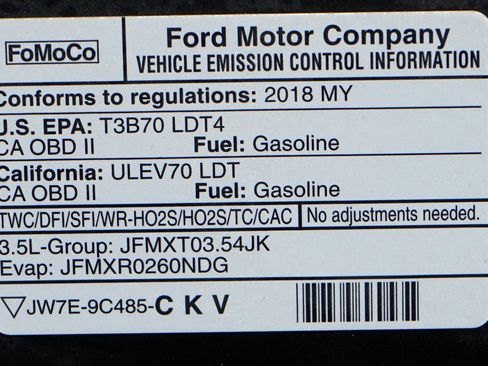 FoMoCo
Ford Motor Company
VEHICLE EMISSION CONTROL INFORMATION
Conforms to regulations: 2018 MY
U.S. EPA: T3B70 LDT4
CA OBD II Fuel: Gasoline
California: ULEV70 LDT
CA OBD II Fuel: Gasoline
TWC/DFI/SFI/WR-HO2S/HO2S/TC/CAC No adjustments needed.
3.5L-Group: JFMXT03.54JK
Evap: JFMXR0260NDG
JW7E-9C485-CKV